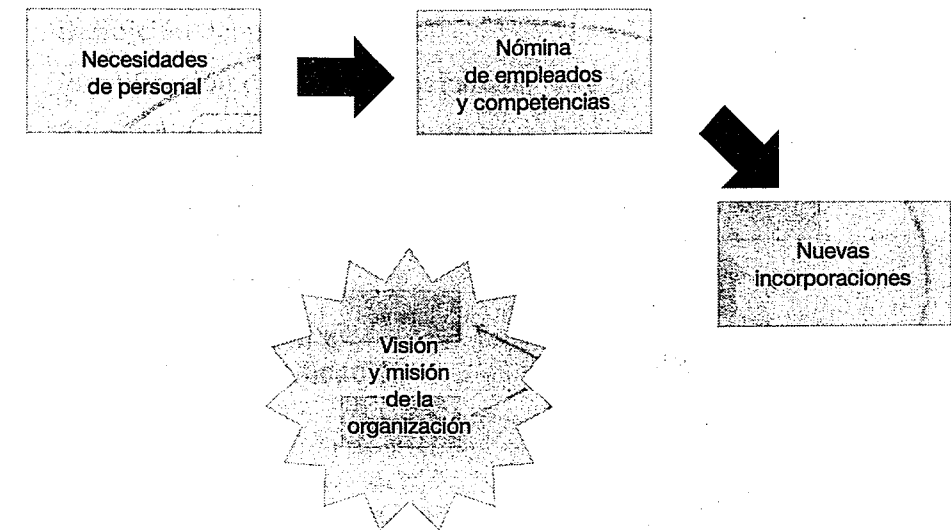 Necesidades
de personal
Nómina
de empleados
y competencias
Nuevas
incorporaciones
Visión
y misión
de la
organización